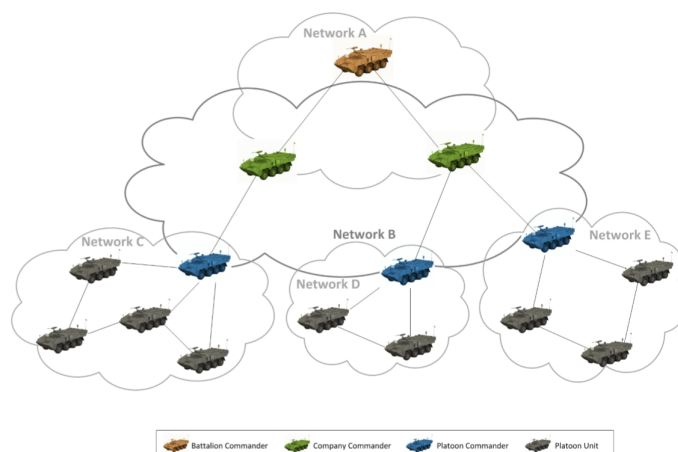 Network A
Network B
Network C
Network E
Network D
Battalion Commander
Company Commander
Platoon Commander
Platoon Unit